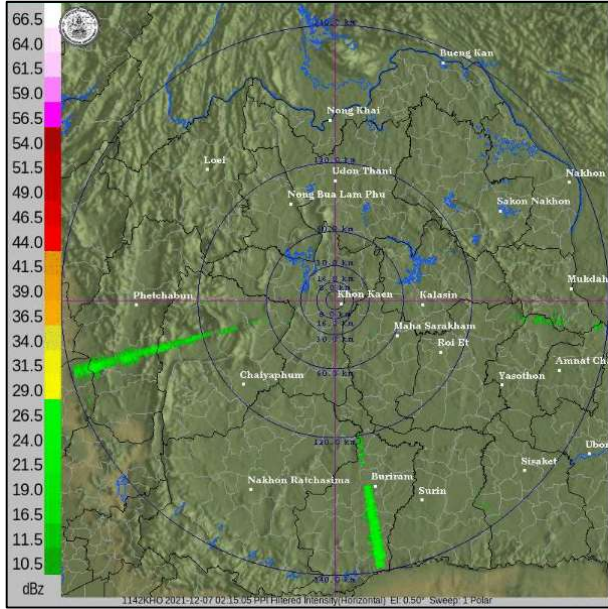 66.5
64.0
61.5
59.0
56.5
54.0
51.5
49.0
46.5
44.0
41.5
39.0
36.5
34.0
31.5
29.0
26.5
24.0
21.5
19.0
16.5
11.5
10.5
dBz
Bueng Kan
Nong Khai
Loei
Udon Thani
Nakhon
Nong Bua Lam Phu
Sakon Nakhon
Mukdah
Phetchabun
Khon Kaen
Kalasin
Maha Sarakham
Roi Et
Amnat Cha
Chaiyaphum
Yasothon
120.0 km
Ubon
Sisaket
Nakhon Ratchasima
Buriram
Surin
1142KHO 2021-12-07 02:15:05 PPI Filtered Intensity(Horizontal) El: 0.50° Sweep: 1 Polar